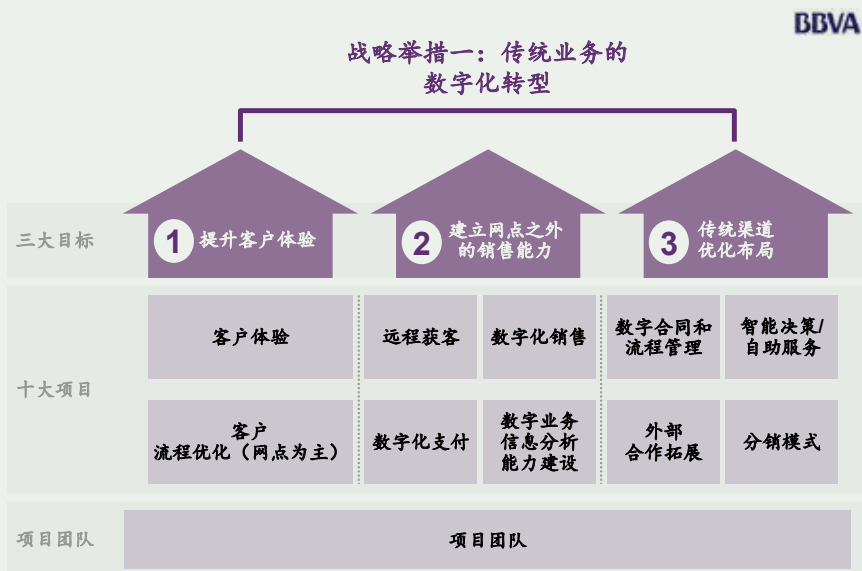 BBVA
战略举措一：传统业务的
数字化转型
三大目标
1
提升客户体验
2
建立网点之外
的销售能力
3
传统渠道
优化布局
十大项目
客户体验
远程获客
数字化销售
数字合同和
流程管理
智能决策/
自助服务
客户
流程优化（网点为主）
数字化支付
数字业务
信息分析
能力建设
外部
合作拓展
分销模式
项目团队
项目团队